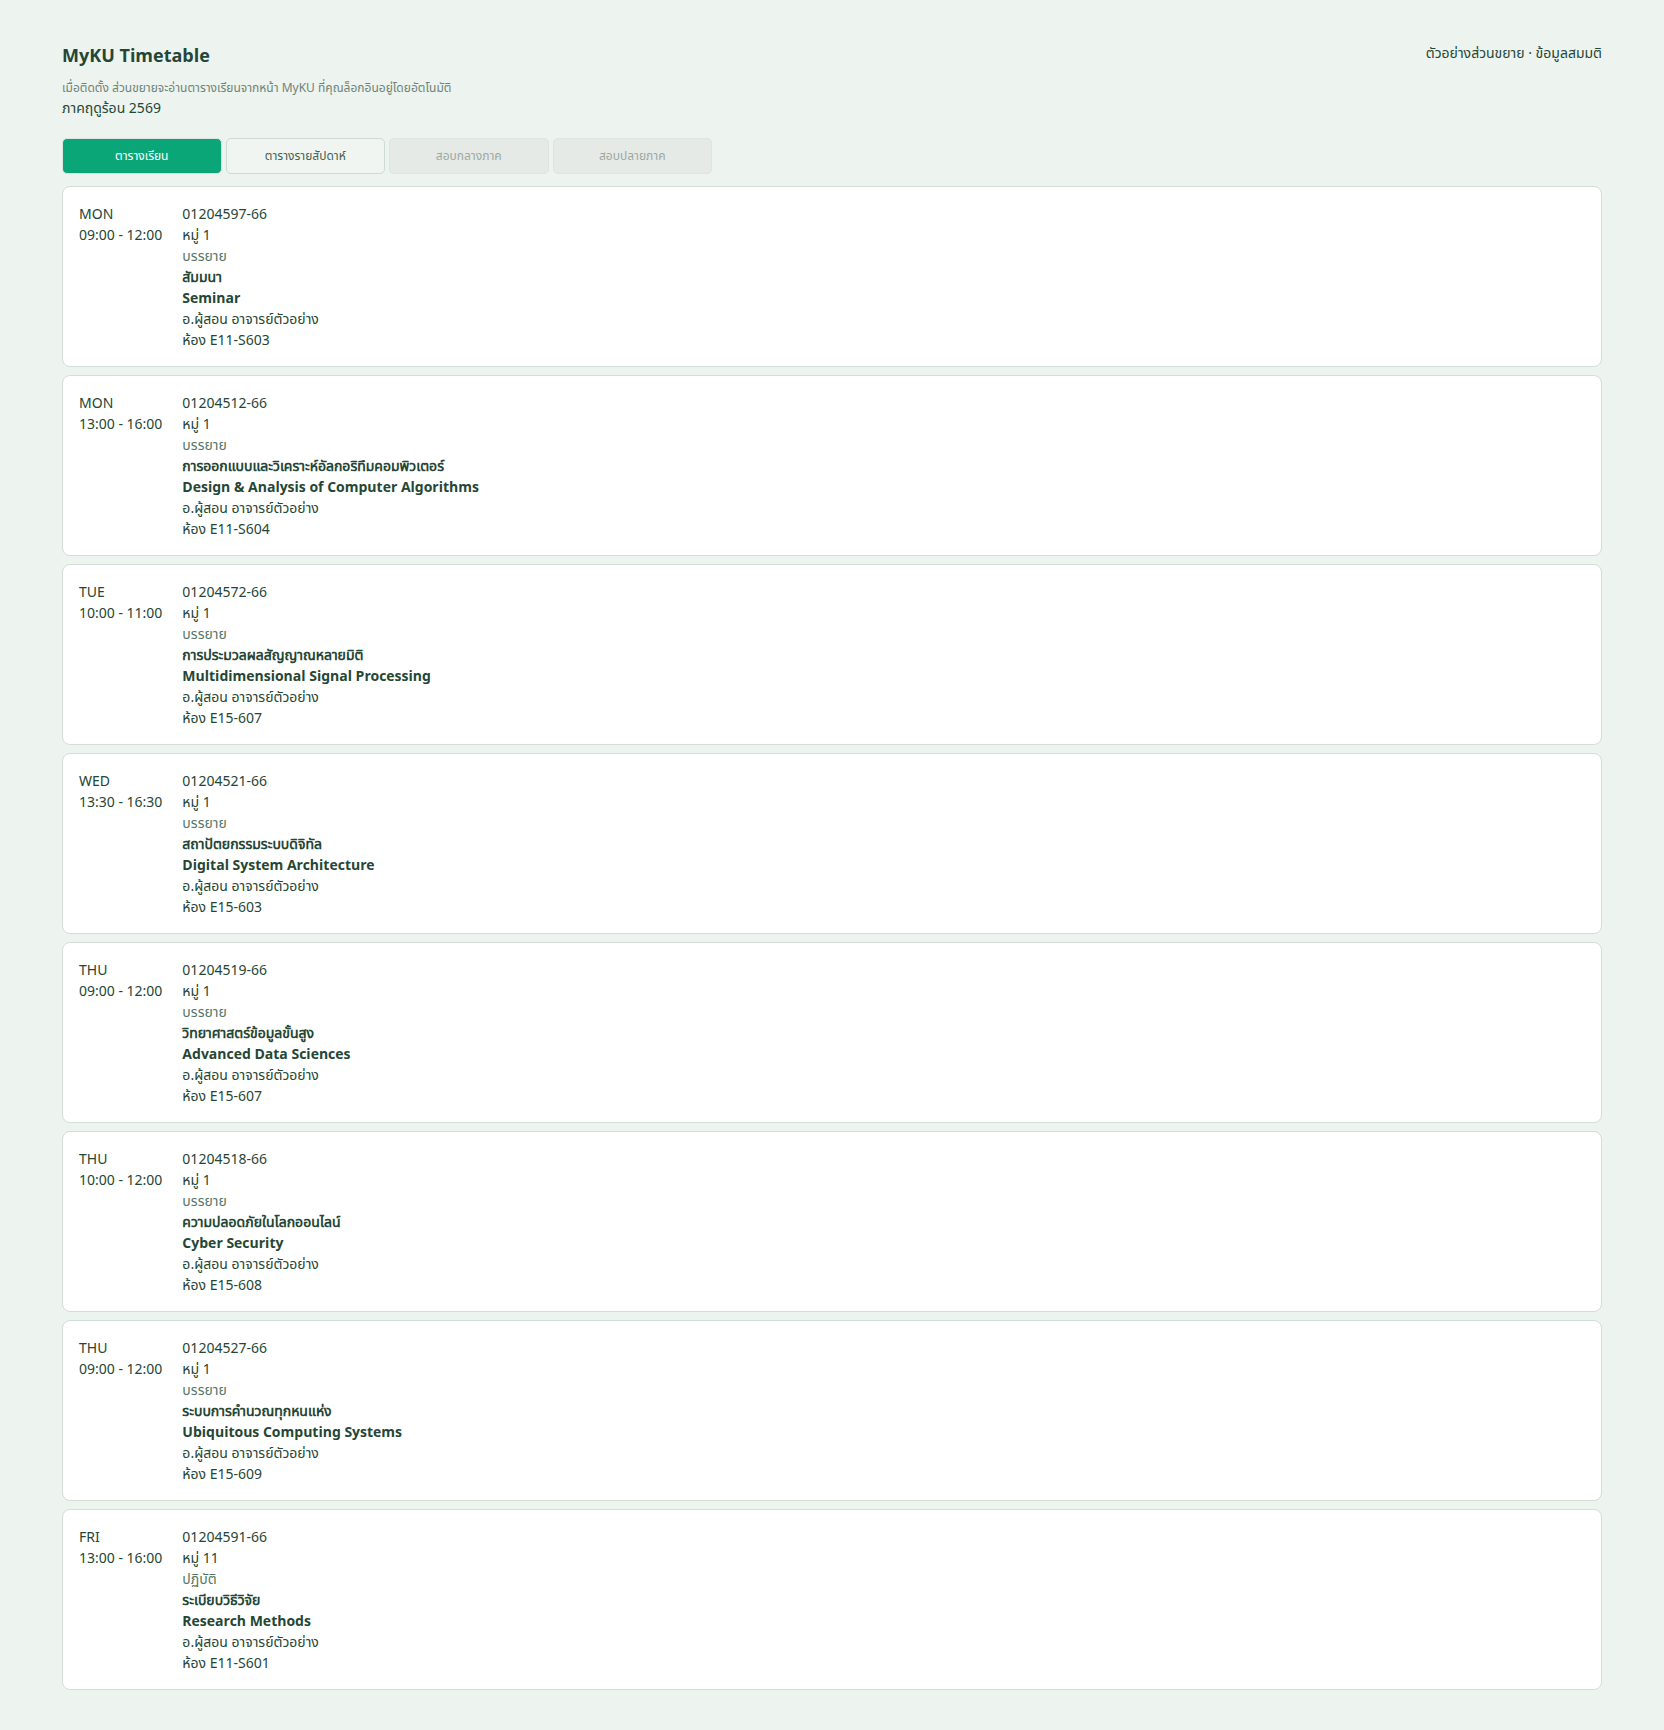 MyKU Timetable
ตัวอย่างส่วนขยาย · ข้อมูลสมมติ
เมื่อติดตั้ง ส่วนขยายจะอ่านตารางเรียนจากหน้า MyKU ที่คุณล็อกอินอยู่โดยอัตโนมัติ
ภาคฤดูร้อน 2569
ตารางเรียน
ตารางรายสัปดาห์
สอบกลางภาค
สอบปลายภาค
MON
09:00 - 12:00
01204597-66
หมู่ 1
บรรยาย
สัมมนา
Seminar
อ.ผู้สอน อาจารย์ตัวอย่าง
ห้อง E11-S603
MON
13:00 - 16:00
01204512-66
หมู่ 1
บรรยาย
การออกแบบและวิเคราะห์อัลกอริทึมคอมพิวเตอร์
Design & Analysis of Computer Algorithms
อ.ผู้สอน อาจารย์ตัวอย่าง
ห้อง E11-S604
TUE
10:00 - 11:00
01204572-66
หมู่ 1
บรรยาย
การประมวลผลสัญญาณหลายมิติ
Multidimensional Signal Processing
อ.ผู้สอน อาจารย์ตัวอย่าง
ห้อง E15-607
WED
13:30 - 16:30
01204521-66
หมู่ 1
บรรยาย
สถาปัตยกรรมระบบดิจิทัล
Digital System Architecture
อ.ผู้สอน อาจารย์ตัวอย่าง
ห้อง E15-603
THU
09:00 - 12:00
01204519-66
หมู่ 1
บรรยาย
วิทยาศาสตร์ข้อมูลขั้นสูง
Advanced Data Sciences
อ.ผู้สอน อาจารย์ตัวอย่าง
ห้อง E15-607
THU
10:00 - 12:00
01204518-66
หมู่ 1
บรรยาย
ความปลอดภัยในโลกออนไลน์
Cyber Security
อ.ผู้สอน อาจารย์ตัวอย่าง
ห้อง E15-608
THU
09:00 - 12:00
01204527-66
หมู่ 1
บรรยาย
ระบบการคำนวณทุกหนแห่ง
Ubiquitous Computing Systems
อ.ผู้สอน อาจารย์ตัวอย่าง
ห้อง E15-609
FRI
13:00 - 16:00
01204591-66
หมู่ 11
ปฏิบัติ
ระเบียบวิธีวิจัย
Research Methods
อ.ผู้สอน อาจารย์ตัวอย่าง
ห้อง E11-S601